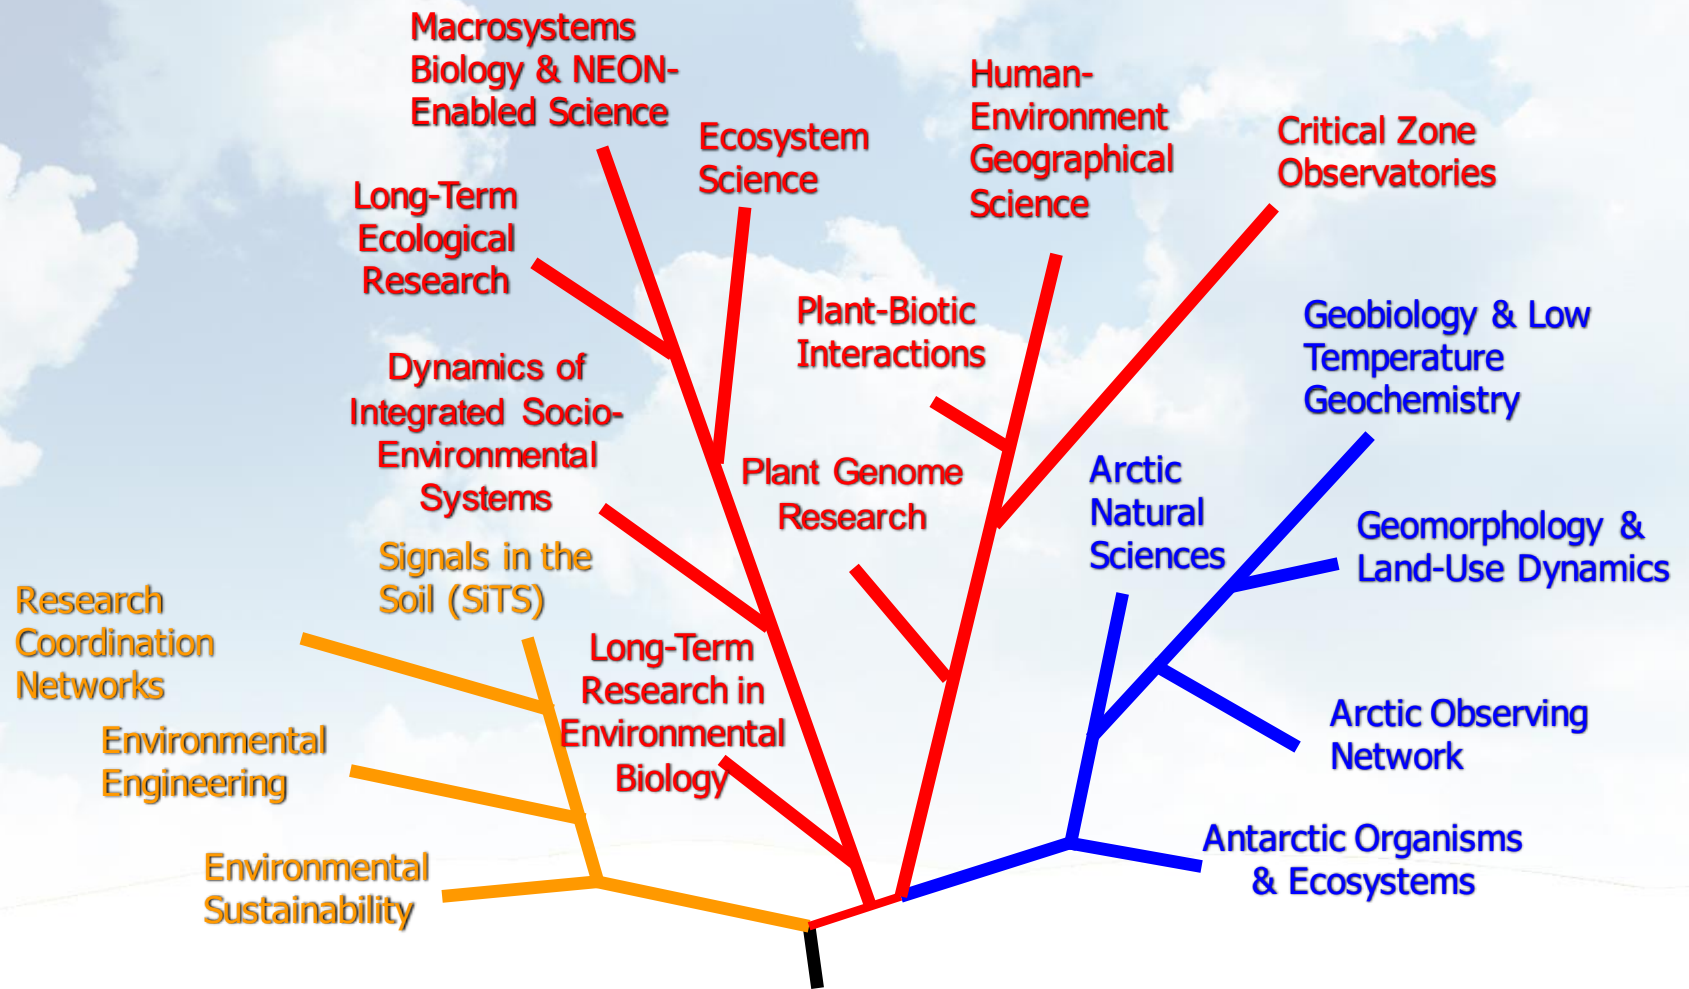 Macrosystems
Biology & NEON-
Enabled Science
Ecosystem
Science
Human-
Environment
Geographical
Science
Critical Zone
Observatories
Long-Term
Ecological
Research
Plant-Biotic
Interactions
Geobiology & Low
Temperature
Geochemistry
Dynamics of
Integrated Socio-
Environmental
Systems
Plant Genome
Research
Arctic
Natural
Sciences
Geomorphology &
Land-Use Dynamics
Signals in the
Soil (SiTS)
Research
Coordination
Networks
Long-Term
Research in
Environmental
Biology
Arctic Observing
Network
Environmental
Engineering
Antarctic Organisms
& Ecosystems
Environmental
Sustainability